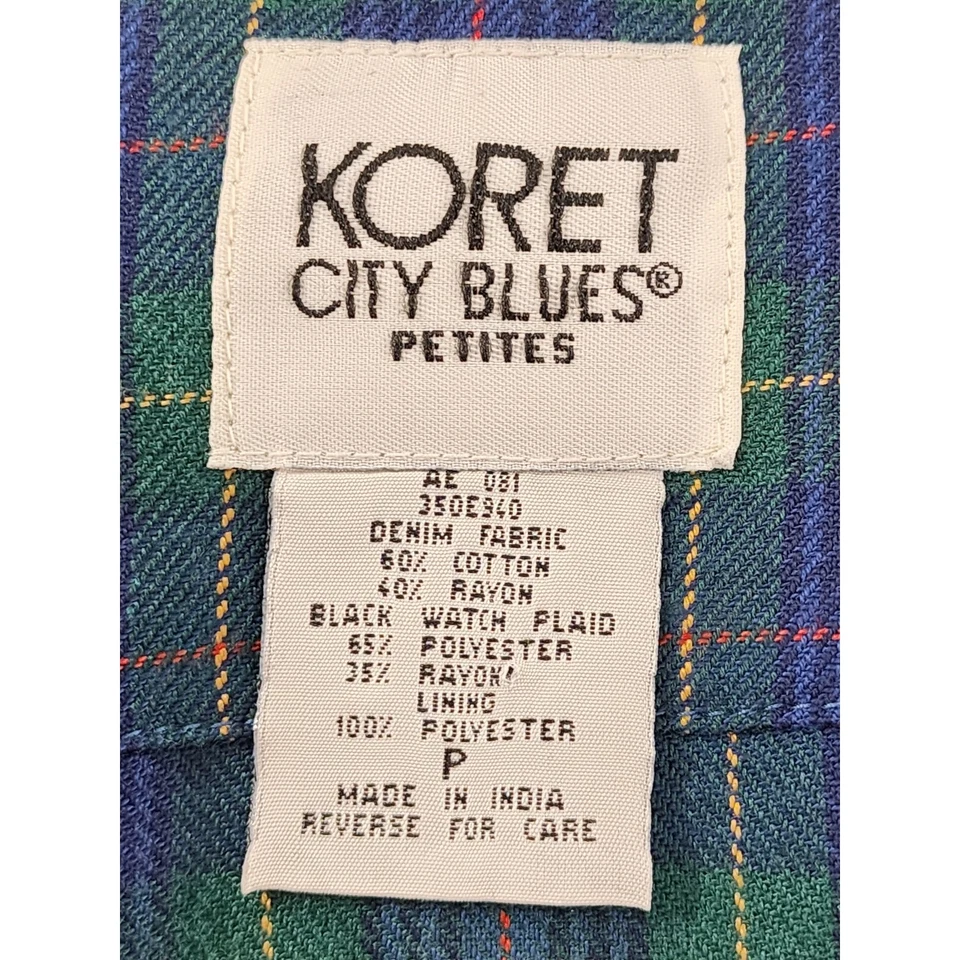 KORET
CITY BLUES®
PETITES
AE 081
350E940
DENIM FABRIC
60% COTTON
40% RAYON
BLACK WATCH PLAID
65% POLYESTER
35% RAYON
LINING
100% POLYESTER
P
MADE IN INDIA
REVERSE FOR CARE